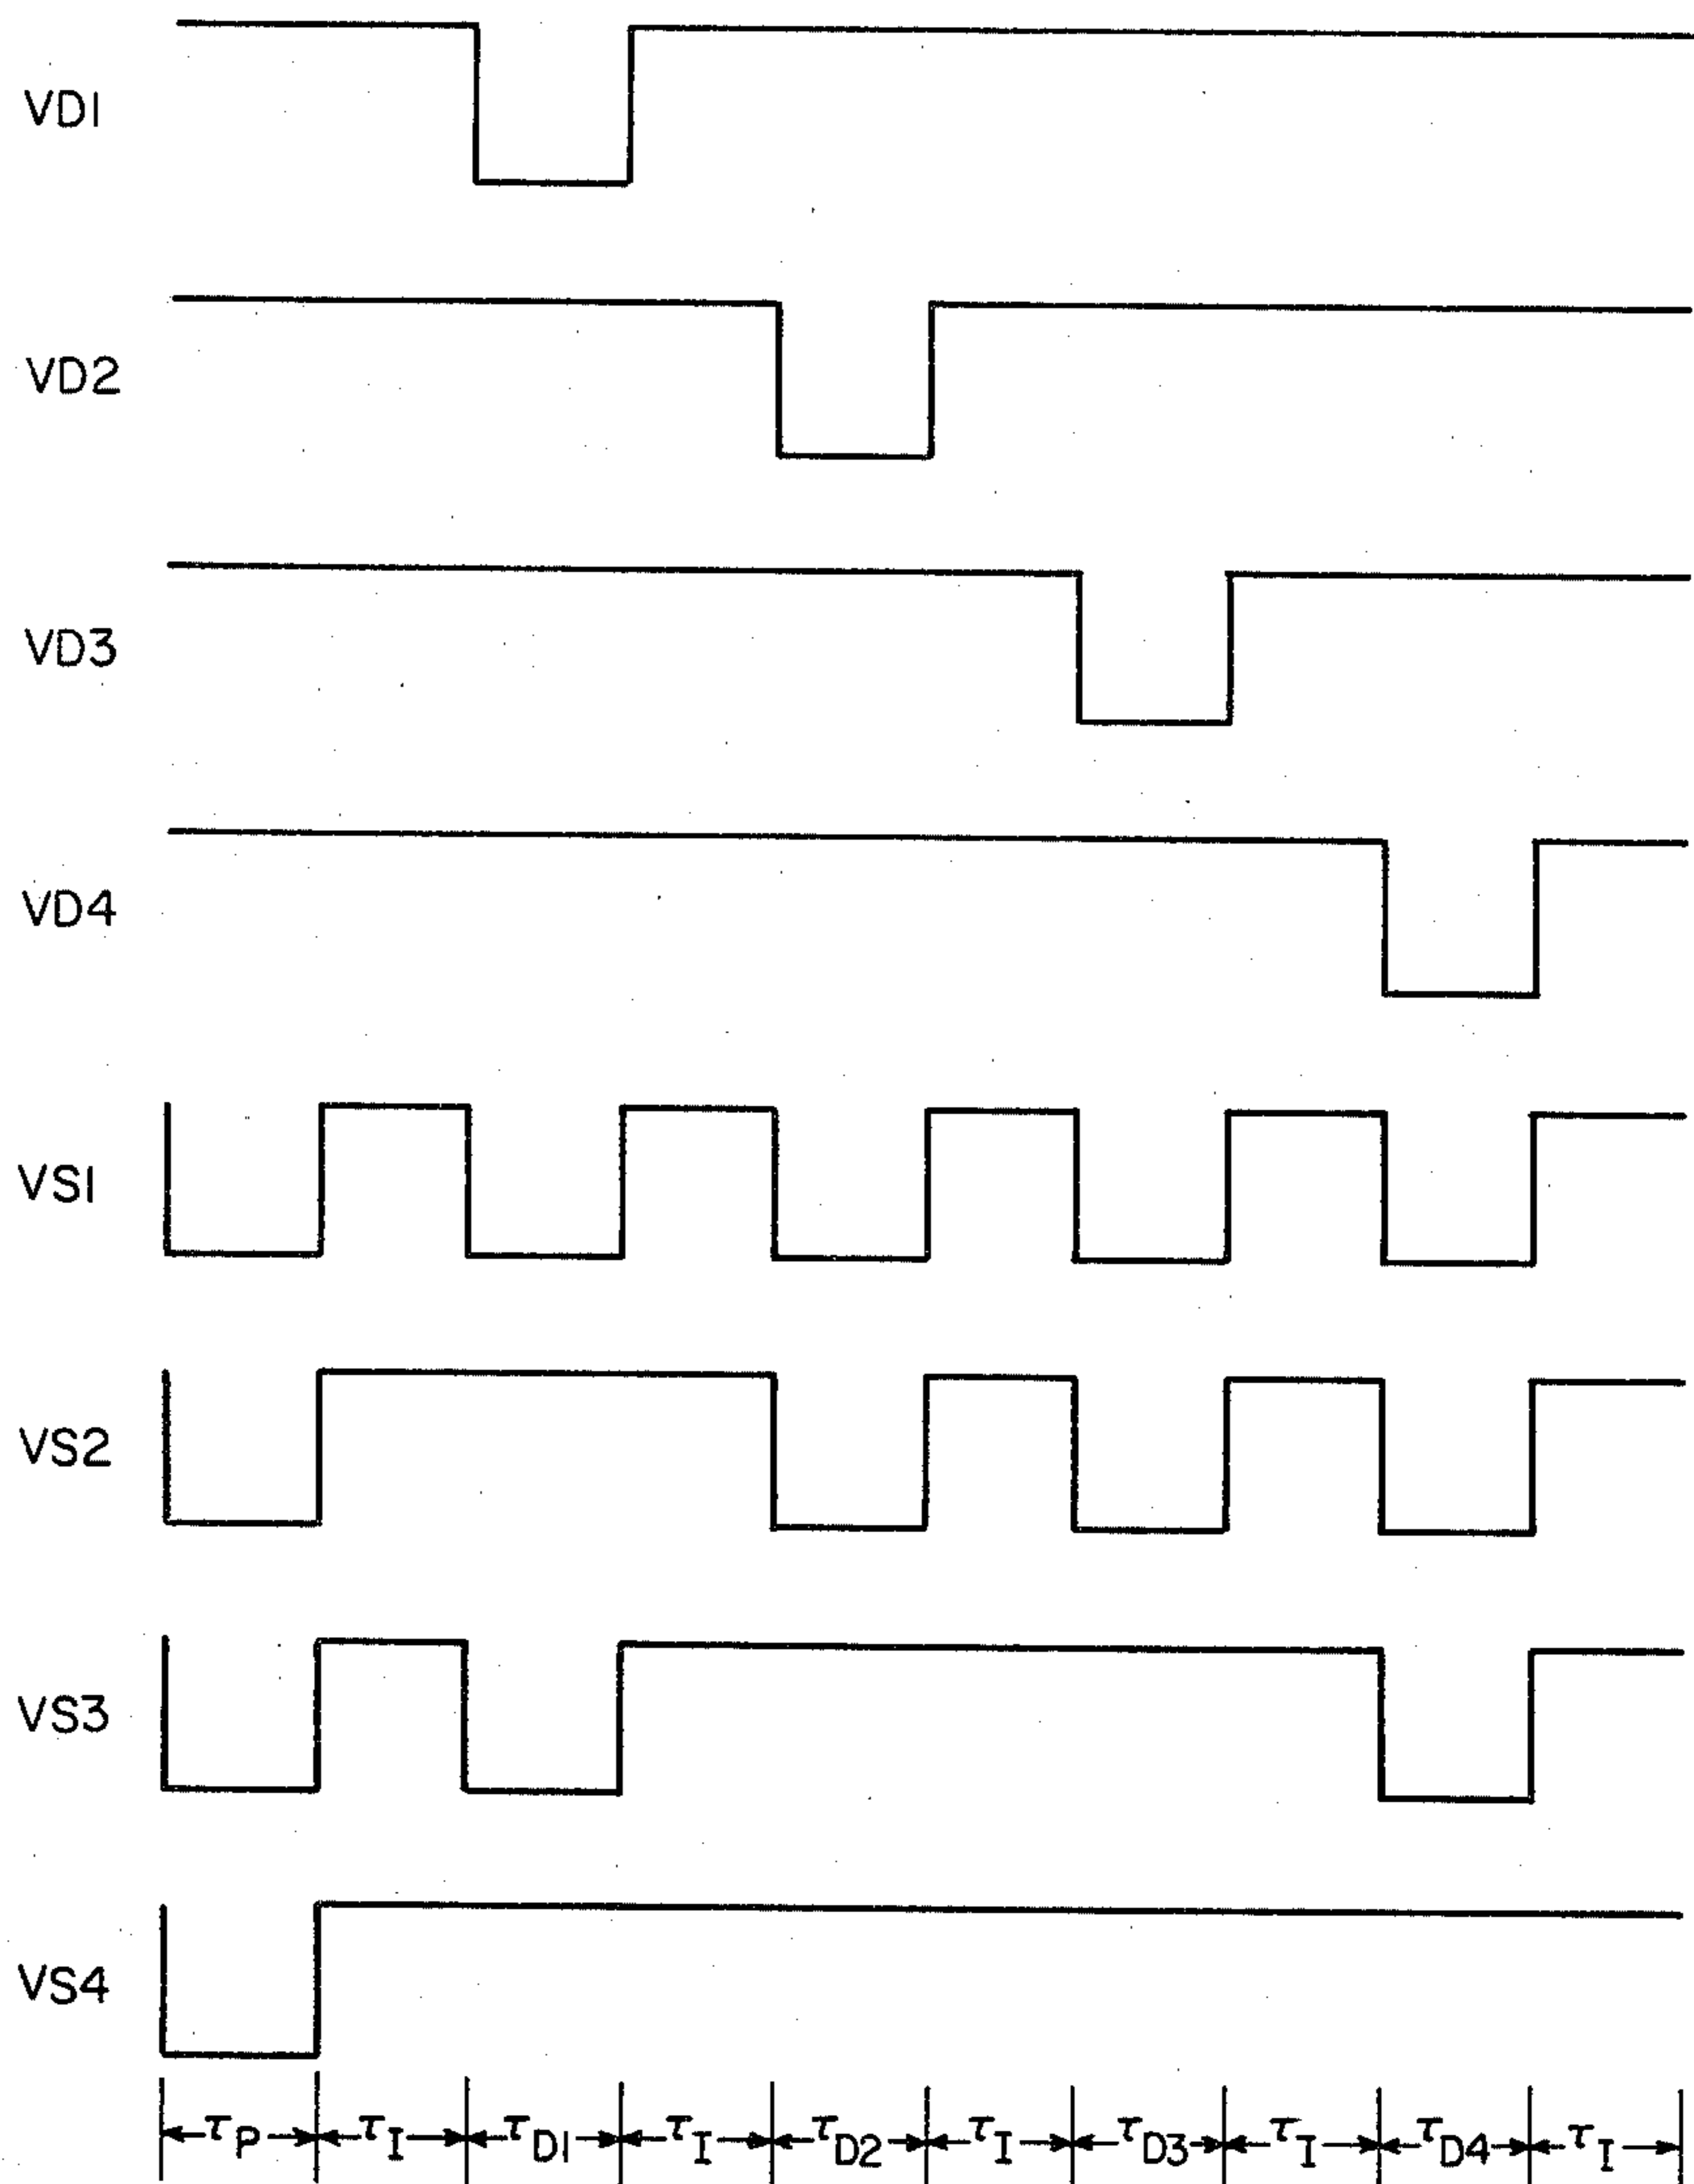 VD1
VD2
VD3
VD4
VS1
VS2
VS3
VS4
τP τI τD1 τI τD2 τI τD3 τI τD4 τI